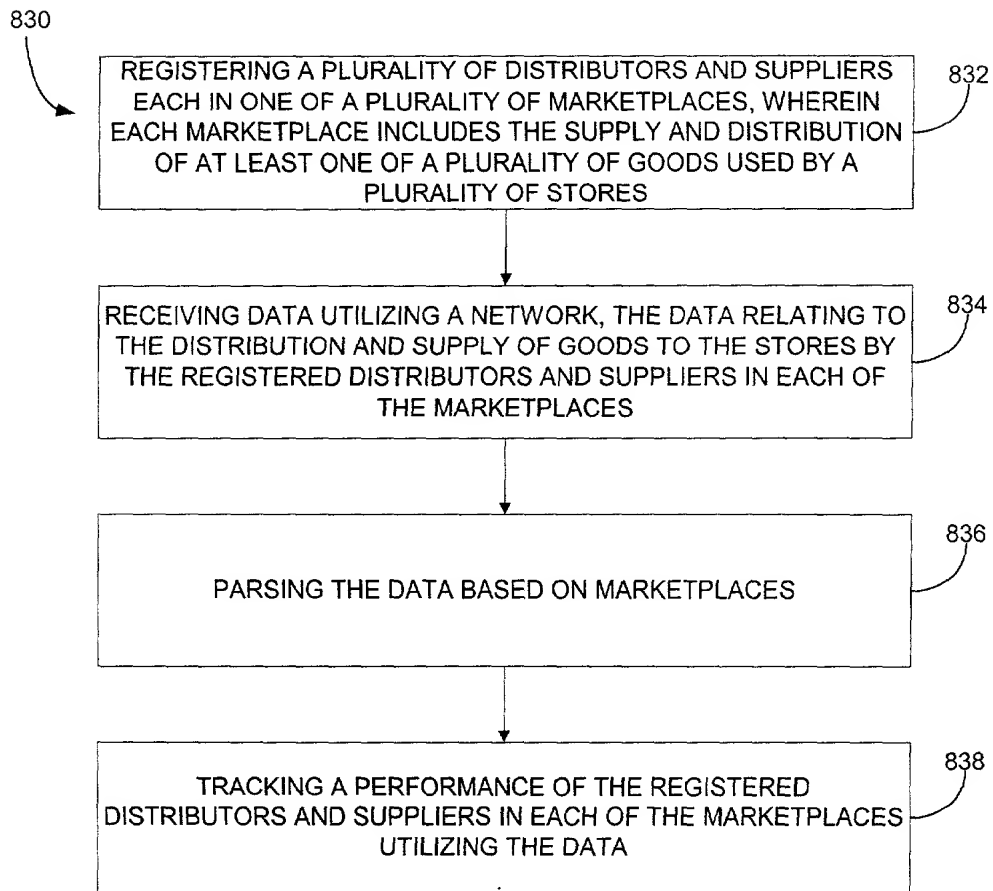 830
REGISTERING A PLURALITY OF DISTRIBUTORS AND SUPPLIERS
EACH IN ONE OF A PLURALITY OF MARKETPLACES, WHEREIN
EACH MARKETPLACE INCLUDES THE SUPPLY AND DISTRIBUTION
OF AT LEAST ONE OF A PLURALITY OF GOODS USED BY A
PLURALITY OF STORES
832
RECEIVING DATA UTILIZING A NETWORK, THE DATA RELATING TO
THE DISTRIBUTION AND SUPPLY OF GOODS TO THE STORES BY
THE REGISTERED DISTRIBUTORS AND SUPPLIERS IN EACH OF
THE MARKETPLACES
834
PARSING THE DATA BASED ON MARKETPLACES
836
TRACKING A PERFORMANCE OF THE REGISTERED
DISTRIBUTORS AND SUPPLIERS IN EACH OF THE MARKETPLACES
UTILIZING THE DATA
838